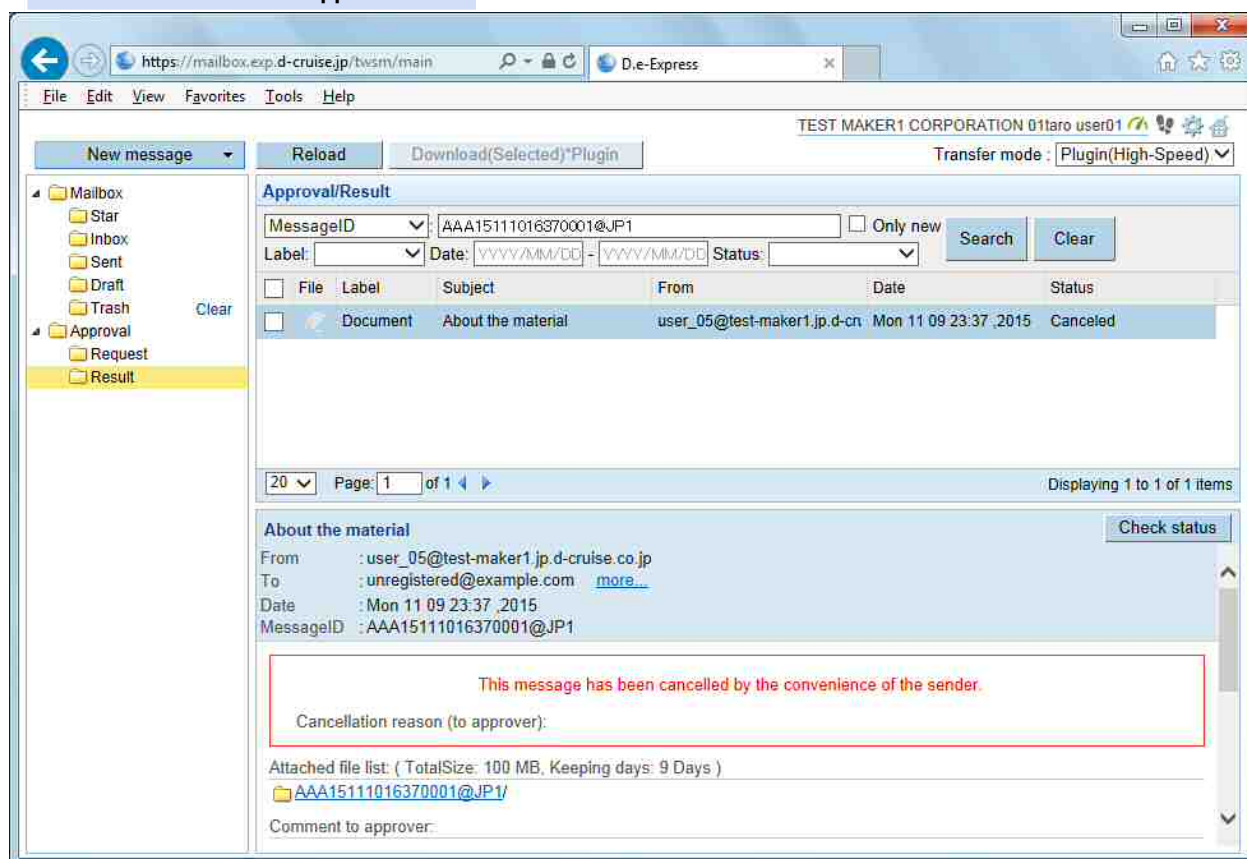 https://mailbox.exp.d-cruise.jp/twsm/main D.e-Express
File Edit View Favorites Tools Help
TEST MAKER1 CORPORATION 01taro user01
New message Reload Download(Selected)*Plugin Transfer mode : Plugin(High-Speed)
Mailbox
Star
Inbox
Sent
Draft
Trash Clear
Approval
Request
Result
Approval/Result
MessageID : AAA15111016370001@JP1 Only new Search Clear
Label: Date: YYYY/MM/DD - YYYY/MM/DD Status:
File Label Subject From Date Status
Document About the material user_05@test-maker1.jp.d-cr Mon 11 09 23:37 ,2015 Canceled
20 Page: 1 of 1 Displaying 1 to 1 of 1 items
About the material Check status
From : user_05@test-maker1.jp.d-cruise.co.jp
To : unregistered@example.com more...
Date : Mon 11 09 23:37 ,2015
MessageID : AAA15111016370001@JP1
This message has been cancelled by the convenience of the sender.
Cancellation reason (to approver):
Attached file list: ( TotalSize: 100 MB, Keeping days: 9 Days )
AAA15111016370001@JP1/
Comment to approver: